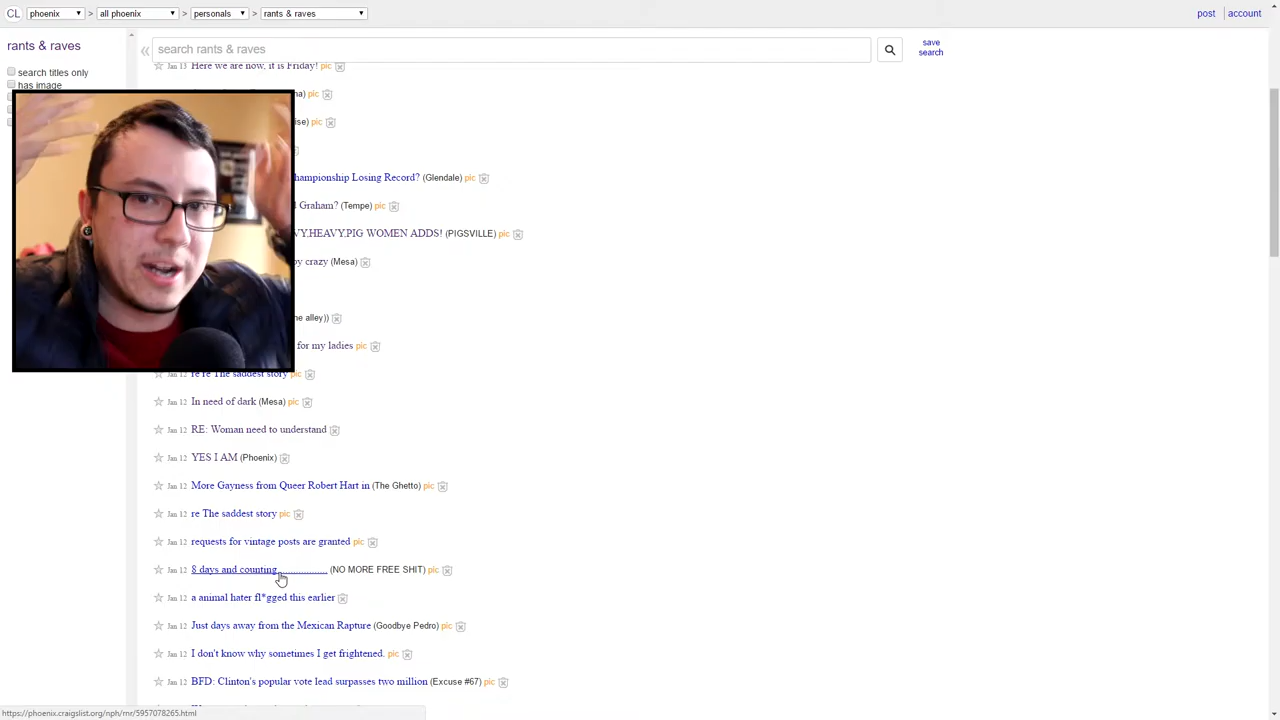 CL phoenix > all phoenix > personals > rants & raves post account
rants & raves
search rants & raves
save search
search titles only
has image
Jan 13 Here we are now, it is Friday! pic
na) pic
ise) pic
hampionship Losing Record? (Glendale) pic
Graham? (Tempe) pic
VY,HEAVY,PIG WOMEN ADDS! (PIGSVILLE) pic
y crazy (Mesa)
e alley))
for my ladies pic
Jan 12 re re The saddest story pic
Jan 12 In need of dark (Mesa) pic
Jan 12 RE: Woman need to understand
Jan 12 YES I AM (Phoenix)
Jan 12 More Gayness from Queer Robert Hart in (The Ghetto) pic
Jan 12 re The saddest story pic
Jan 12 requests for vintage posts are granted pic
Jan 12 8 days and counting.................. (NO MORE FREE SHIT) pic
Jan 12 a animal hater fl*gged this earlier
Jan 12 Just days away from the Mexican Rapture (Goodbye Pedro) pic
Jan 12 I don't know why sometimes I get frightened. pic
Jan 12 BFD: Clinton's popular vote lead surpasses two million (Excuse #67) pic
https://phoenix.craigslist.org/nph/rnr/5957078265.html